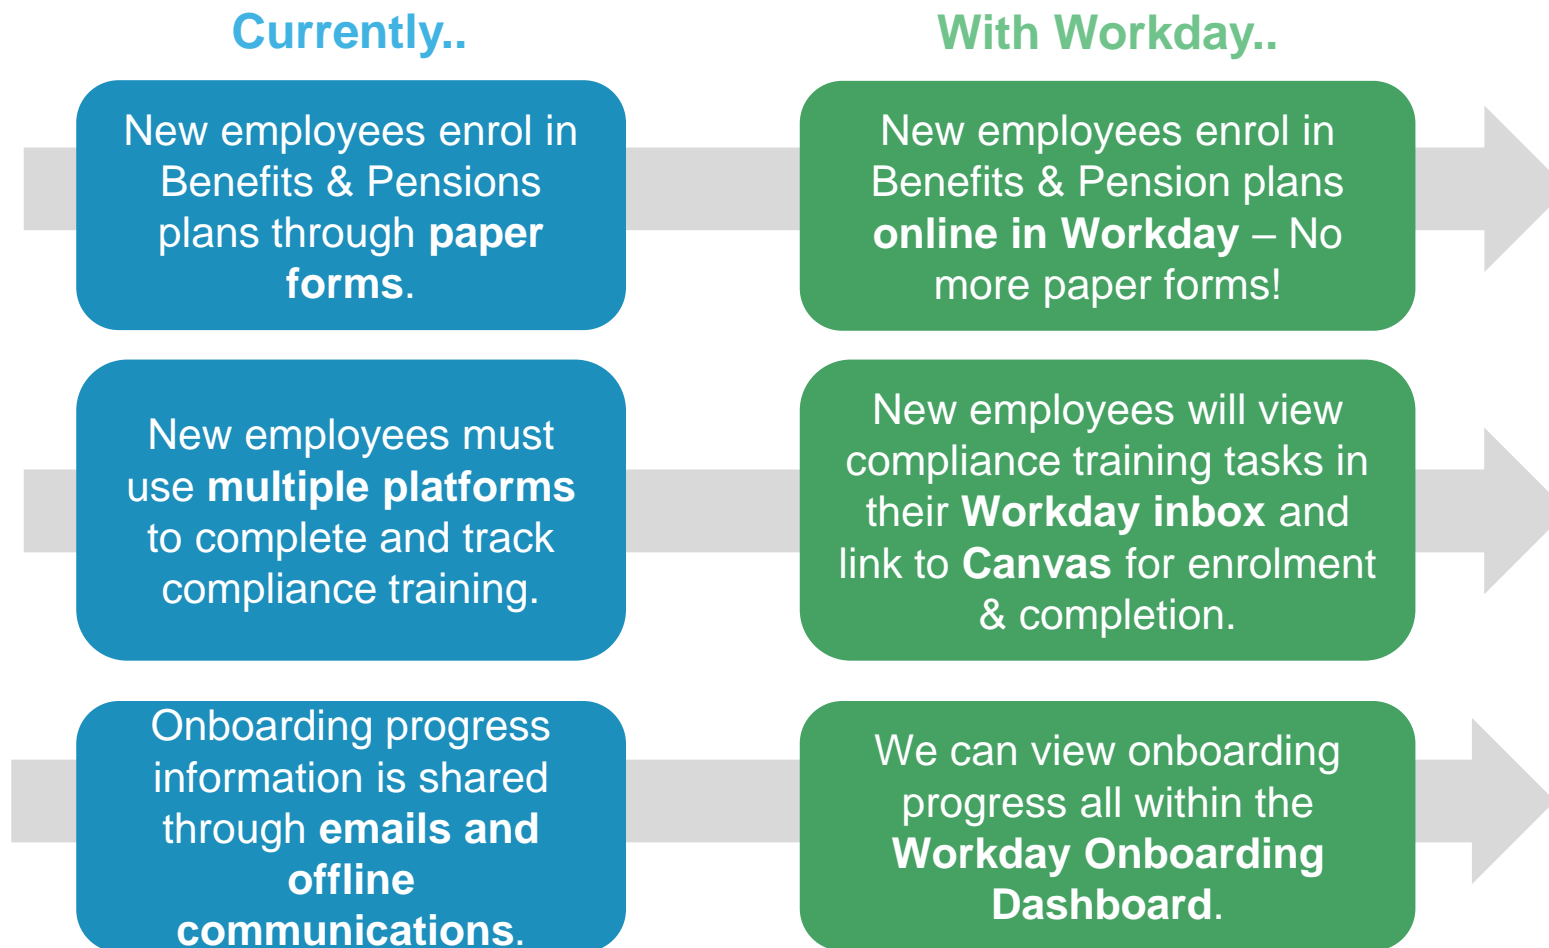 Currently..
With Workday..
New employees enrol in
Benefits & Pensions
plans through paper
forms.
New employees enrol in
Benefits & Pension plans
online in Workday – No
more paper forms!
New employees must
use multiple platforms
to complete and track
compliance training.
New employees will view
compliance training tasks in
their Workday inbox and
link to Canvas for enrolment
& completion.
Onboarding progress
information is shared
through emails and
offline
communications.
We can view onboarding
progress all within the
Workday Onboarding
Dashboard.